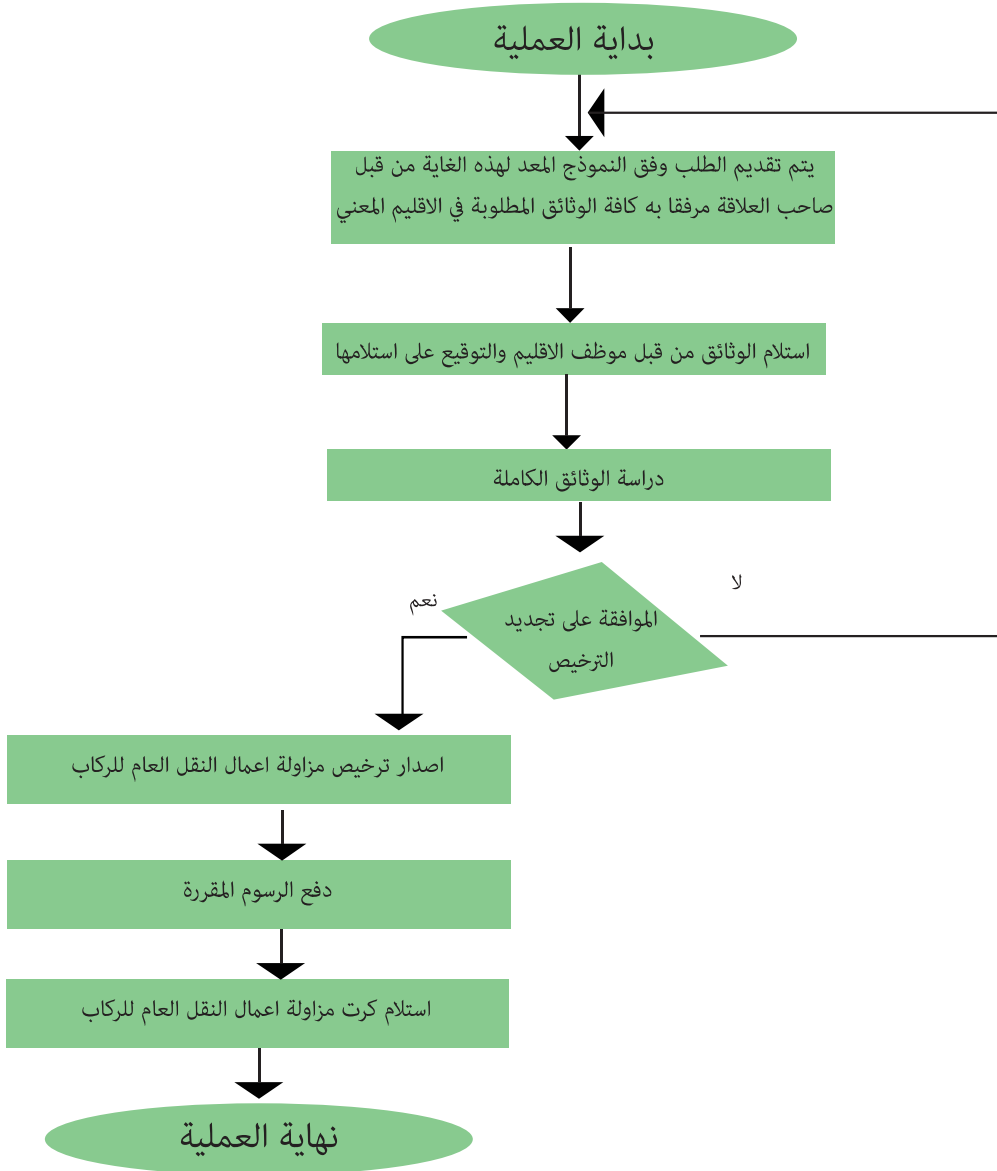 بداية العملية
يتم تقديم الطلب وفق النموذج المعد لهذه الغاية من قبل
صاحب العلاقة مرفقا به كافة الوثائق المطلوبة في الاقليم المعني
استلام الوثائق من قبل موظف الاقليم والتوقيع على استلامها
دراسة الوثائق الكاملة
لا
نعم
الموافقة على تجديد
الترخيص
اصدار ترخيص مزاولة اعمال النقل العام للركاب
دفع الرسوم المقررة
استلام كرت مزاولة اعمال النقل العام للركاب
نهاية العملية